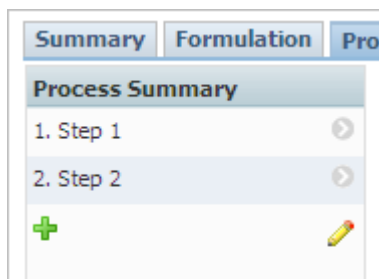 Summary Formulation Pro
Process Summary
1. Step 1
2. Step 2